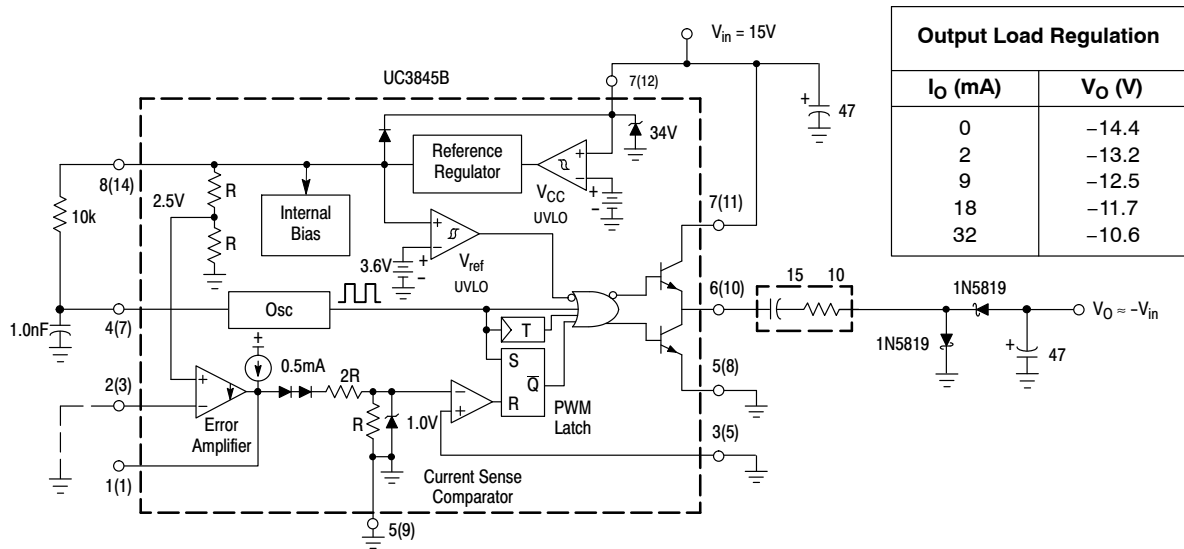 V_in = 15V
Output Load Regulation
I_O (mA) V_O (V)
0 −14.4
2 −13.2
9 −12.5
18 −11.7
32 −10.6
UC3845B
7(12)
+ 47
34V
Reference
Regulator
+
−
V_CC
UVLO
+
−
8(14)
2.5V
R
R
10k
Internal
Bias
+
−
3.6V
+
−
V_ref
UVLO
7(11)
Osc
4(7)
1.0nF
T
6(10)
15 10
1N5819
V_O ≈ −V_in
1N5819
+ 47
+
0.5mA
2(3)
+
−
Error
Amplifier
2R
R
1.0V
−
+
S
Q̅
R
PWM
Latch
5(8)
3(5)
1(1)
Current Sense
Comparator
5(9)